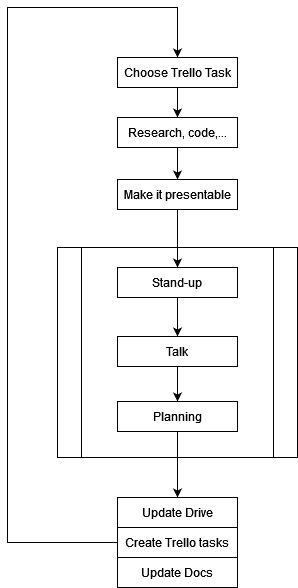 Choose Trello Task
Research, code,...
Make it presentable
Stand-up
Talk
Planning
Update Drive
Create Trello tasks
Update Docs